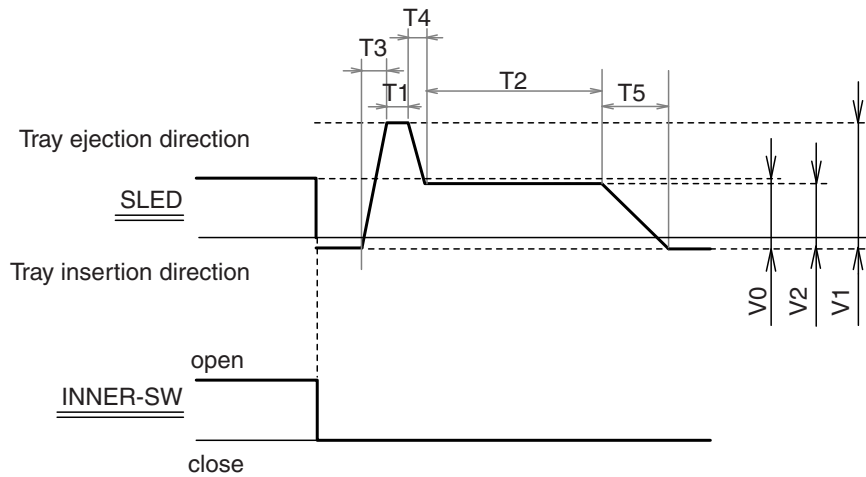 T4
T3
T1
T2
T5
Tray ejection direction
SLED
Tray insertion direction
V0
V2
V1
open
INNER-SW
close